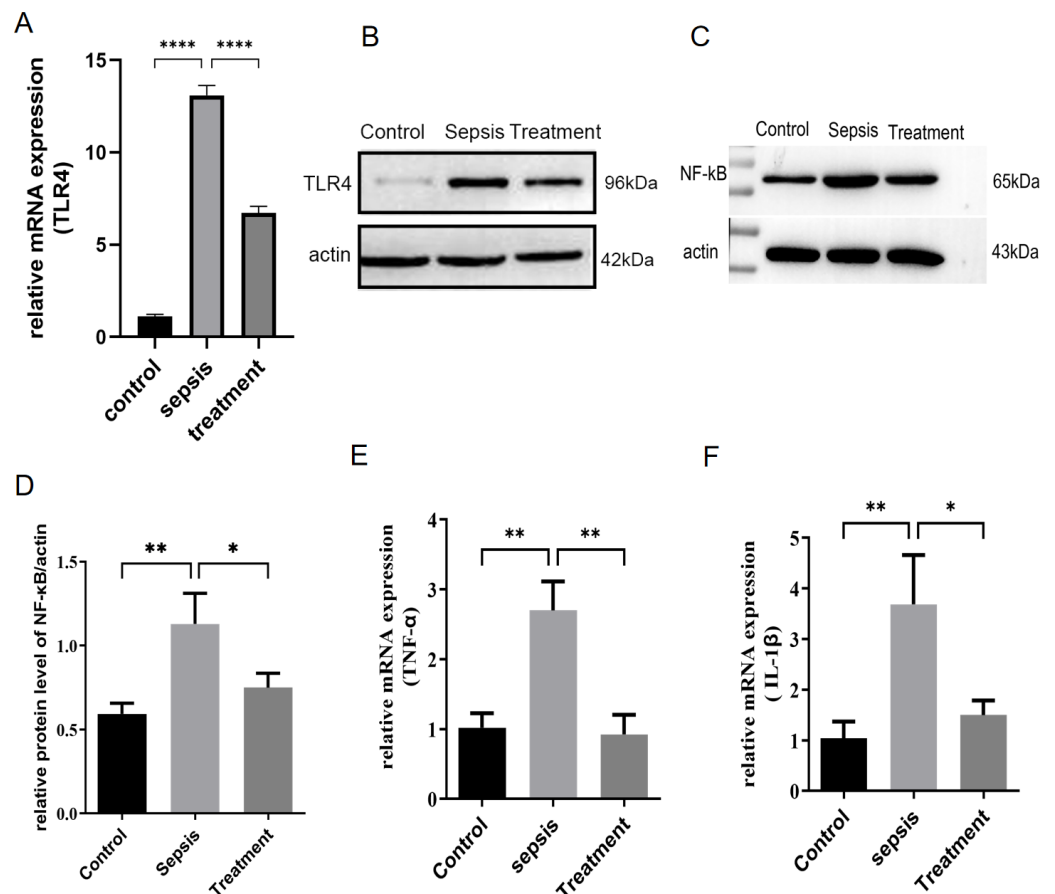 A
relative mRNA expression
(TLR4)
15
10
5
0
**** ****
control
sepsis
treatment
B
Control Sepsis Treatment
TLR4 96kDa
actin 42kDa
C
Control Sepsis Treatment
NF-kB 65kDa
actin 43kDa
D
relative protein level of NF-κB/actin
1.5
1.0
0.5
0.0
** *
Control
Sepsis
Treatment
E
relative mRNA expression
(TNF-α)
4
3
2
1
0
** **
Control
sepsis
Treatment
F
relative mRNA expression
( IL-1β)
5
4
3
2
1
0
** *
Control
sepsis
Treatment